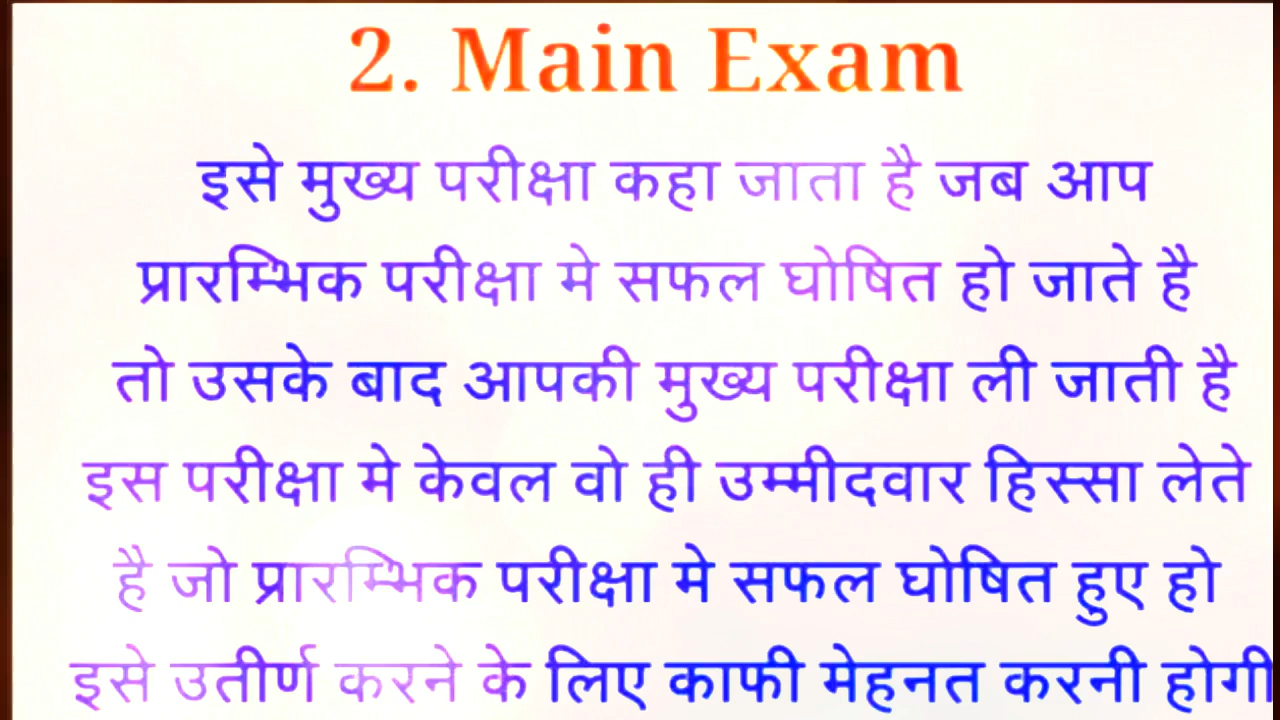 2. Main Exam
इसे मुख्य परीक्षा कहा जाता है जब आप
प्रारम्भिक परीक्षा मे सफल घोषित हो जाते है
तो उसके बाद आपकी मुख्य परीक्षा ली जाती है
इस परीक्षा मे केवल वो ही उम्मीदवार हिस्सा लेते
है जो प्रारम्भिक परीक्षा मे सफल घोषित हुए हो
इसे उतीर्ण करने के लिए काफी मेहनत करनी होगी